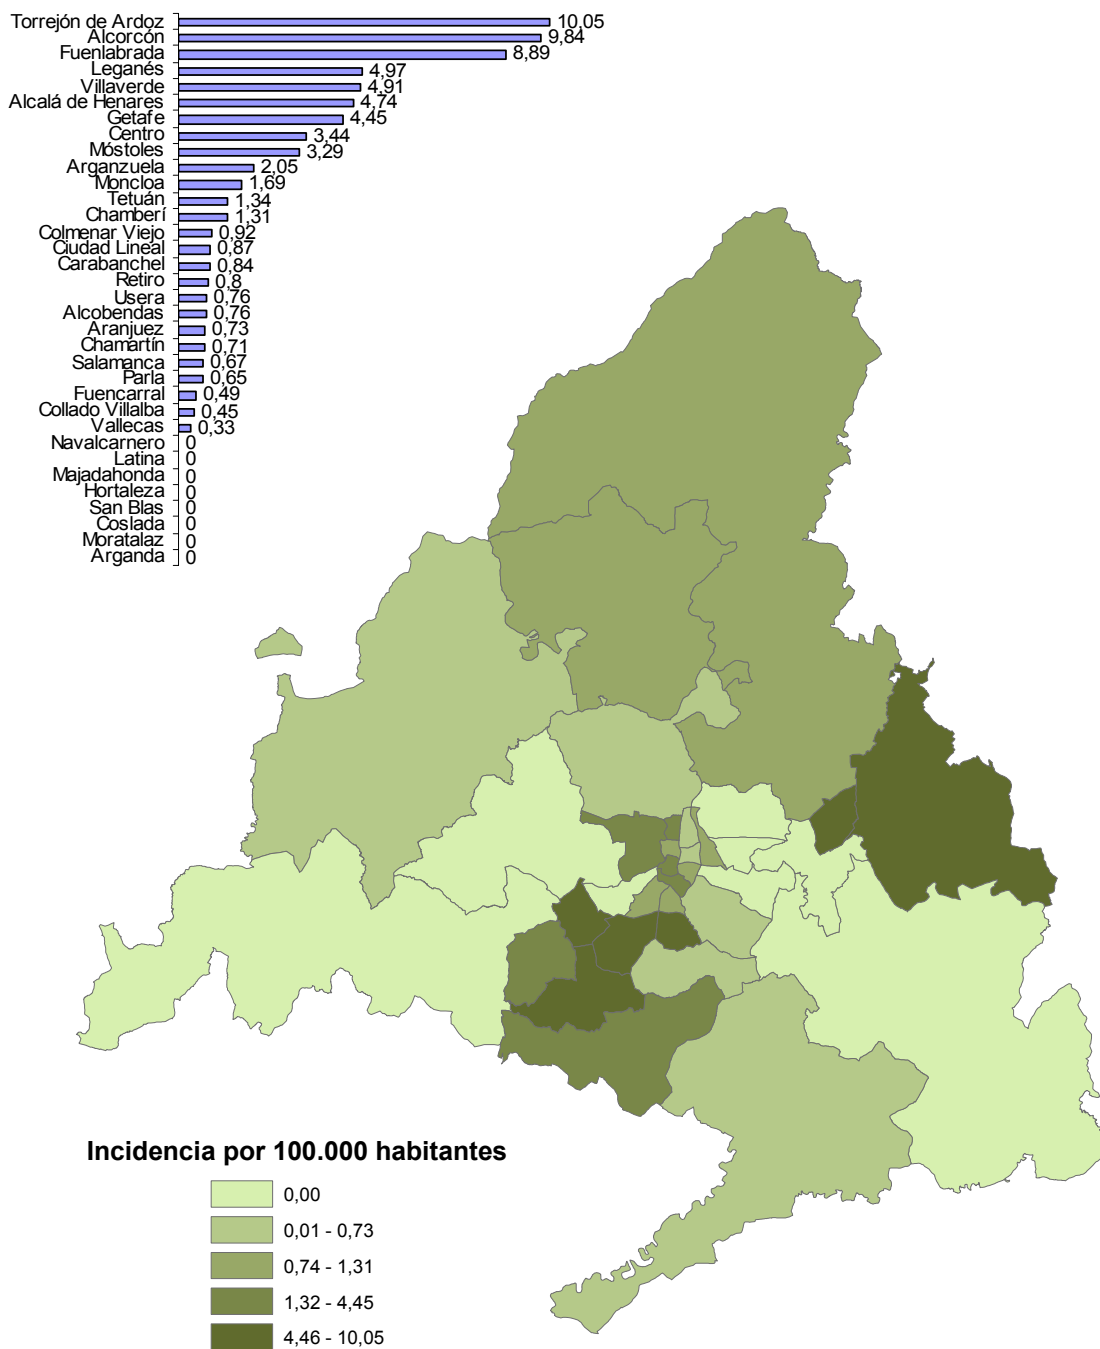 Torrejón de Ardoz 10,05
Alcorcón 9,84
Fuenlabrada 8,89
Leganés 4,97
Villaverde 4,91
Alcalá de Henares 4,74
Getafe 4,45
Centro 3,44
Móstoles 3,29
Arganzuela 2,05
Moncloa 1,69
Tetuán 1,34
Chamberí 1,31
Colmenar Viejo 0,92
Ciudad Lineal 0,87
Carabanchel 0,84
Retiro 0,8
Usera 0,76
Alcobendas 0,76
Aranjuez 0,73
Chamartín 0,71
Salamanca 0,67
Parla 0,65
Fuencarral 0,49
Collado Villalba 0,45
Vallecas 0,33
Navalcarnero 0
Latina 0
Majadahonda 0
Hortaleza 0
San Blas 0
Coslada 0
Moratalaz 0
Arganda 0
Incidencia por 100.000 habitantes
0,00
0,01 - 0,73
0,74 - 1,31
1,32 - 4,45
4,46 - 10,05